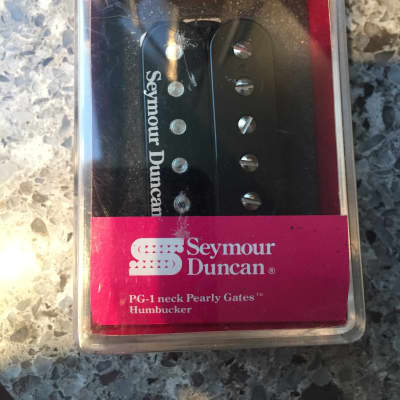 Seymour Duncan
Seymour
Duncan®
PG-1 neck Pearly Gates™
Humbucker